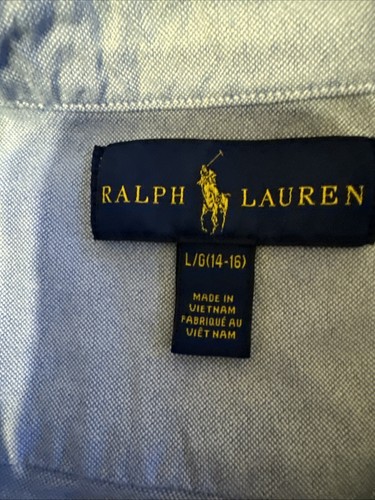 RALPH LAUREN
L/G(14-16)
MADE IN
VIETNAM
FABRIQUÉ AU
VIÊT NAM